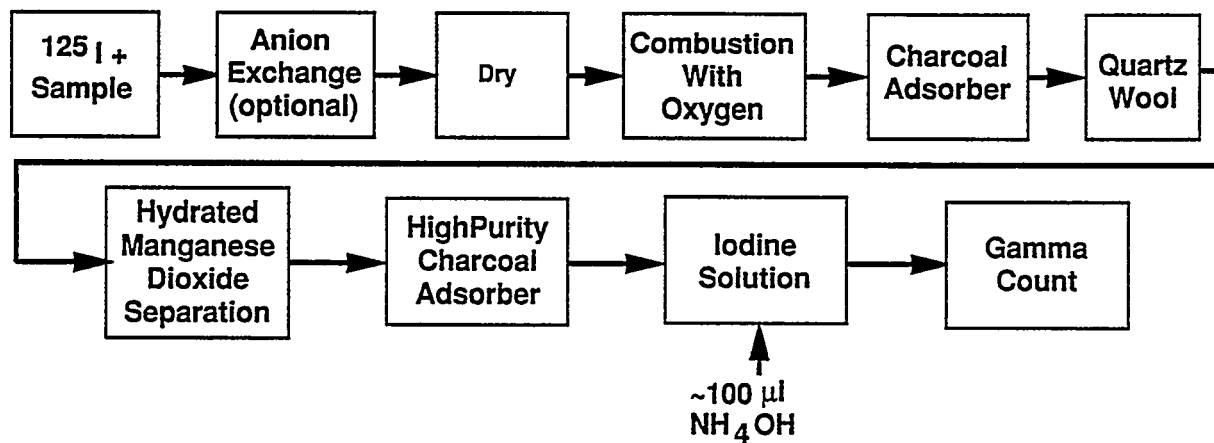 125 I +
Sample
Anion
Exchange
(optional)
Dry
Combustion
With
Oxygen
Charcoal
Adsorber
Quartz
Wool
Hydrated
Manganese
Dioxide
Separation
HighPurity
Charcoal
Adsorber
Iodine
Solution
Gamma
Count
~100 µl
NH4OH